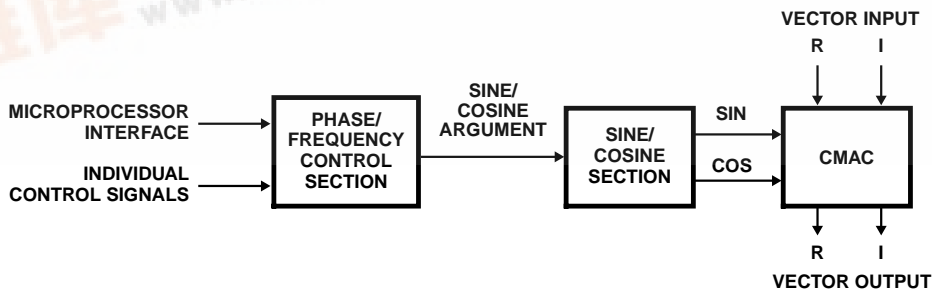 VECTOR INPUT
R I
MICROPROCESSOR
INTERFACE
INDIVIDUAL
CONTROL SIGNALS
PHASE/
FREQUENCY
CONTROL
SECTION
SINE/
COSINE
ARGUMENT
SINE/
COSINE
SECTION
SIN
COS
CMAC
R I
VECTOR OUTPUT